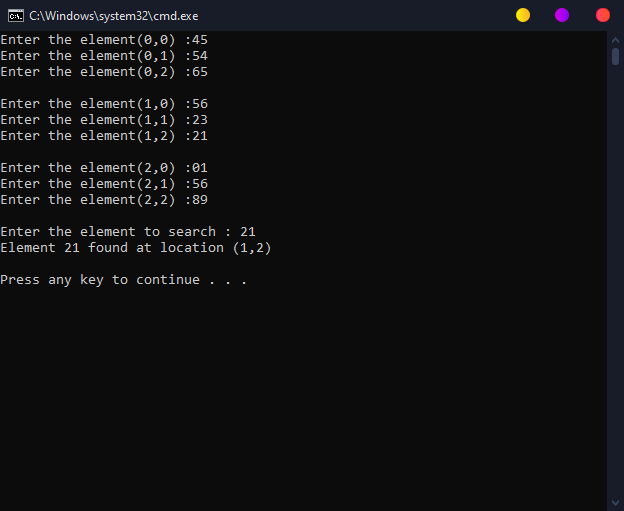 C:\Windows\system32\cmd.exe
Enter the element(0,0) :45
Enter the element(0,1) :54
Enter the element(0,2) :65
Enter the element(1,0) :56
Enter the element(1,1) :23
Enter the element(1,2) :21
Enter the element(2,0) :01
Enter the element(2,1) :56
Enter the element(2,2) :89
Enter the element to search : 21
Element 21 found at location (1,2)
Press any key to continue . . .